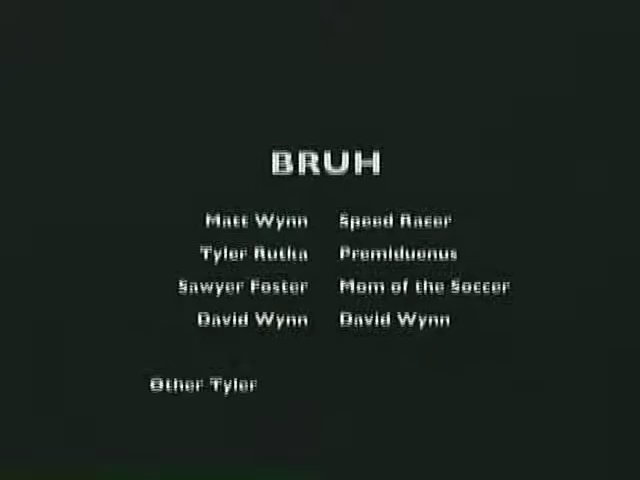 BRUH
Matt Wynn Speed Racer
Tyler Rutha Premiduenus
Sawyer Foster Mom of the Soccer
David Wynn David Wynn
Other Tyler